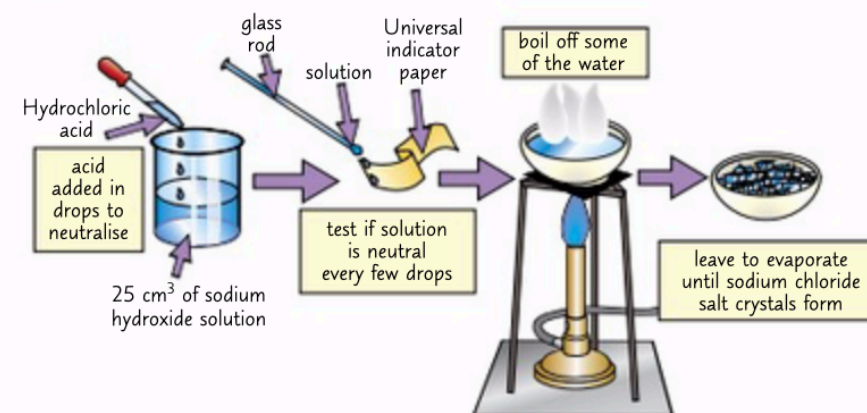 glass
rod
solution
Universal
indicator
paper
boil off some
of the water
Hydrochloric
acid
acid
added in
drops to
neutralise
25 cm³ of sodium
hydroxide solution
test if solution
is neutral
every few drops
leave to evaporate
until sodium chloride
salt crystals form